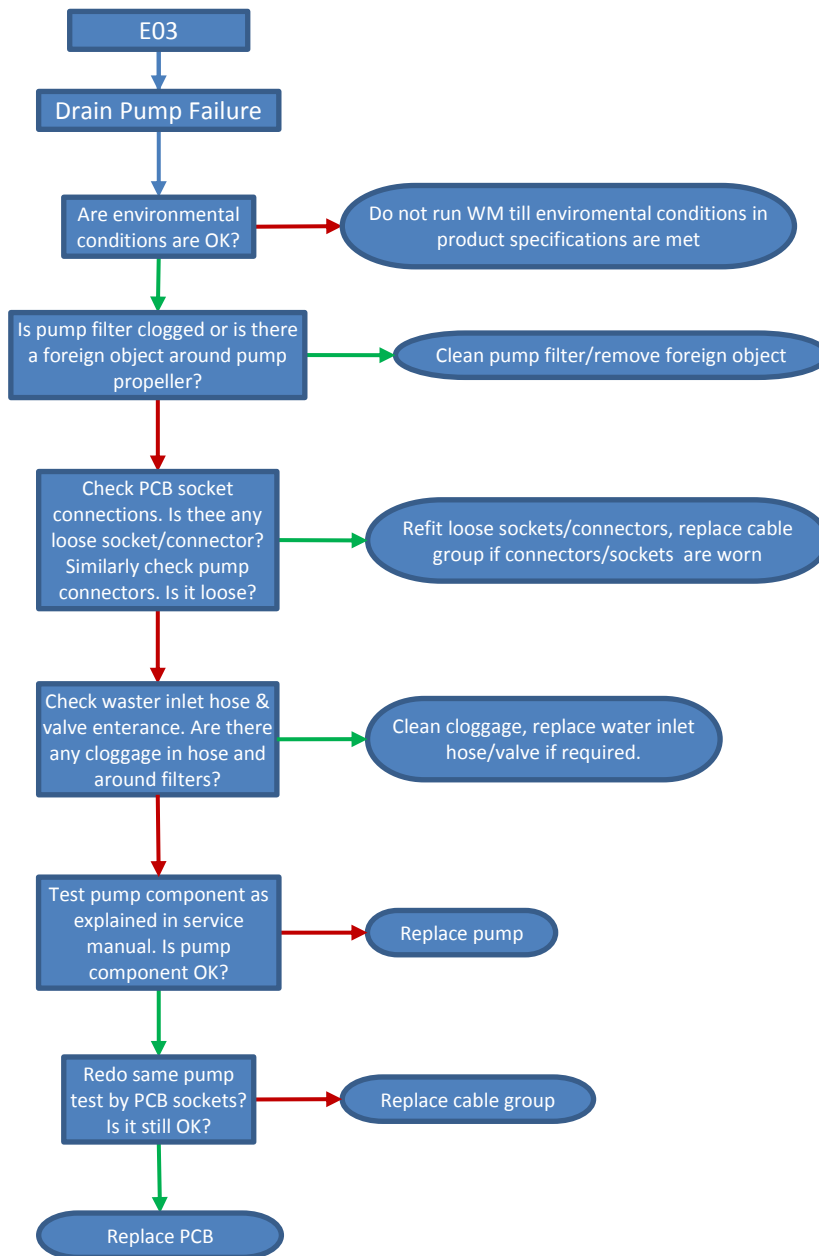 E03
Drain Pump Failure
Are environmental
conditions are OK?
Do not run WM till enviromental conditions in
product specifications are met
Is pump filter clogged or is there
a foreign object around pump
propeller?
Clean pump filter/remove foreign object
Check PCB socket
connections. Is thee any
loose socket/connector?
Similarly check pump
connectors. Is it loose?
Refit loose sockets/connectors, replace cable
group if connectors/sockets  are worn
Check waster inlet hose &
valve enterance. Are there
any cloggage in hose and
around filters?
Clean cloggage, replace water inlet
hose/valve if required.
Test pump component as
explained in service
manual. Is pump
component OK?
Replace pump
Redo same pump
test by PCB sockets?
Is it still OK?
Replace cable group
Replace PCB